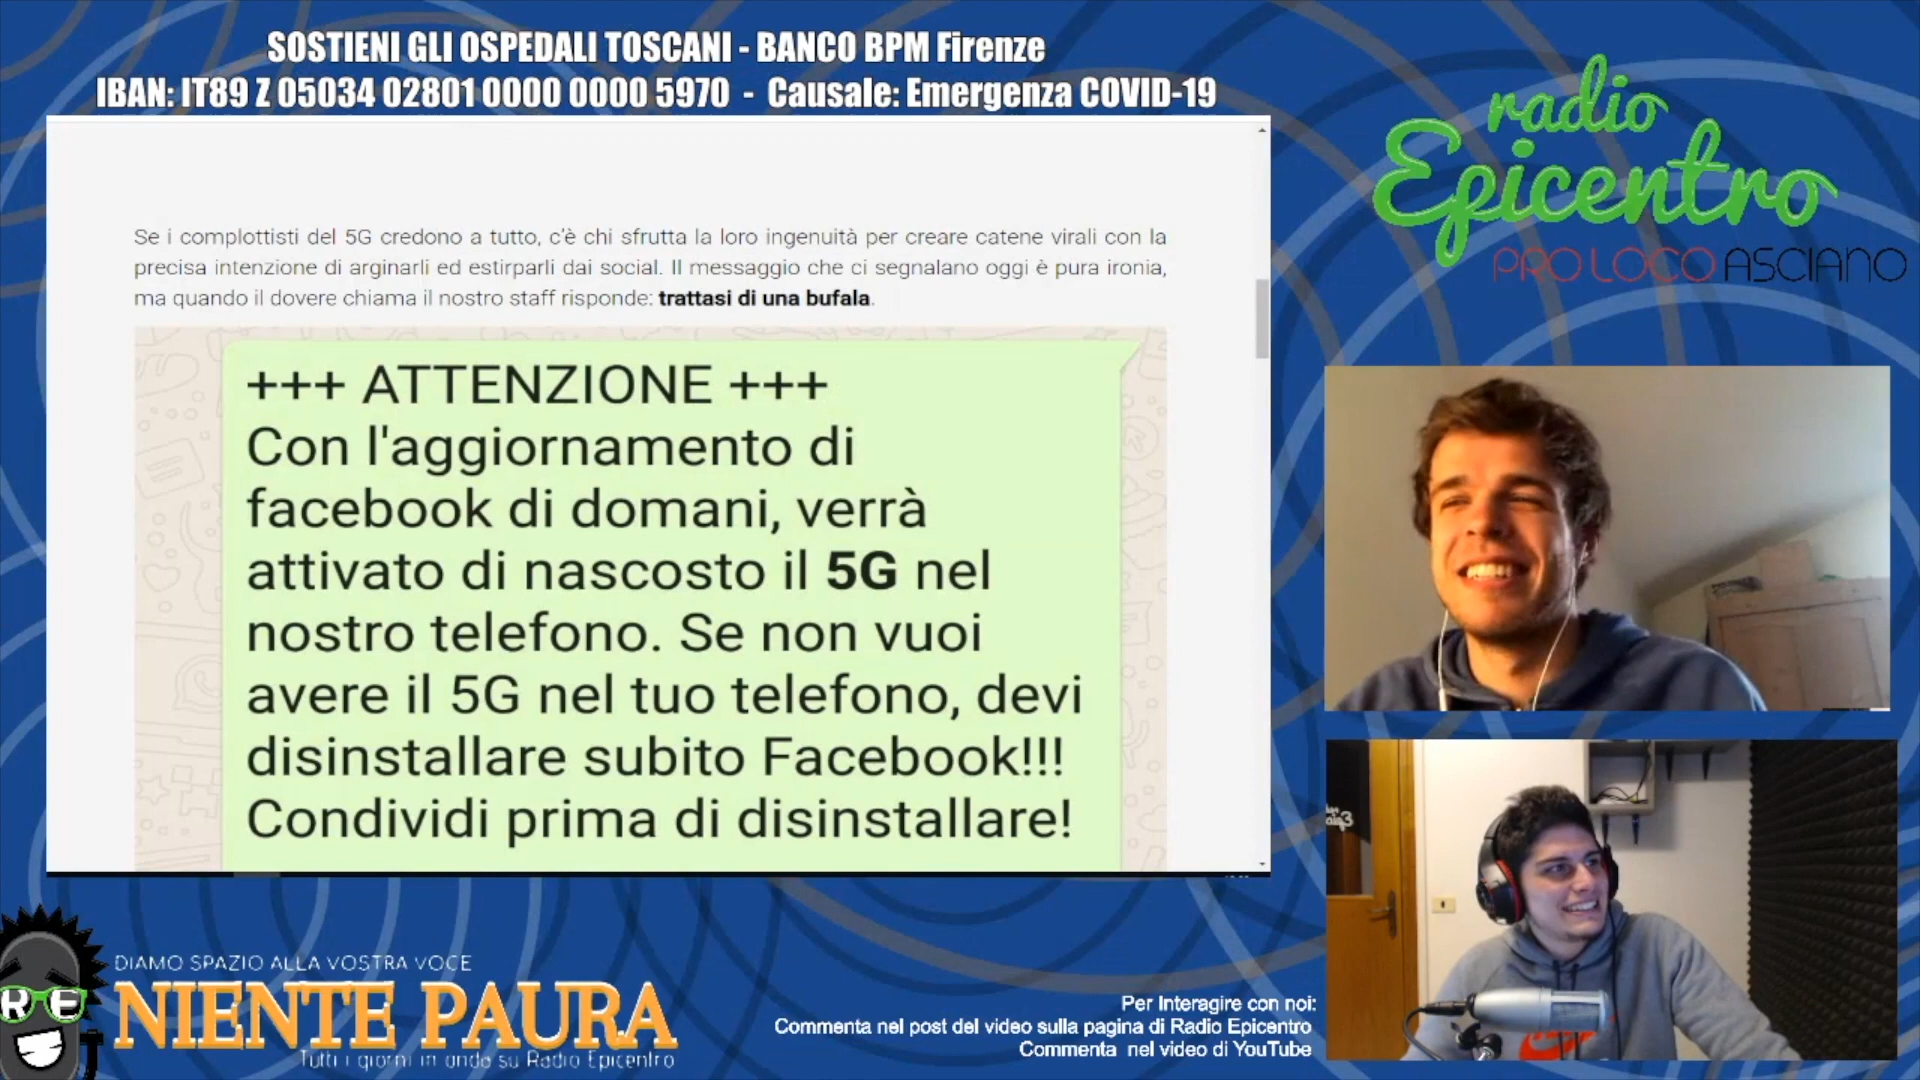 SOSTIENI GLI OSPEDALI TOSCANI - BANCO BPM Firenze
IBAN: IT89 Z 05034 02801 0000 0000 5970 - Causale: Emergenza COVID-19
radio
Epicentro
PRO LOCO ASCIANO
Se i complottisti del 5G credono a tutto, c'è chi sfrutta la loro ingenuità per creare catene virali con la
precisa intenzione di arginarli ed estirparli dai social. Il messaggio che ci segnalano oggi è pura ironia,
ma quando il dovere chiama il nostro staff risponde: trattasi di una bufala.
+++ ATTENZIONE +++
Con l'aggiornamento di
facebook di domani, verrà
attivato di nascosto il 5G nel
nostro telefono. Se non vuoi
avere il 5G nel tuo telefono, devi
disinstallare subito Facebook!!!
Condividi prima di disinstallare!
RE
DIAMO SPAZIO ALLA VOSTRA VOCE
NIENTE PAURA
Tutti i giorni in onda su Radio Epicentro
Per Interagire con noi:
Commenta nel post del video sulla pagina di Radio Epicentro
Commenta nel video di YouTube